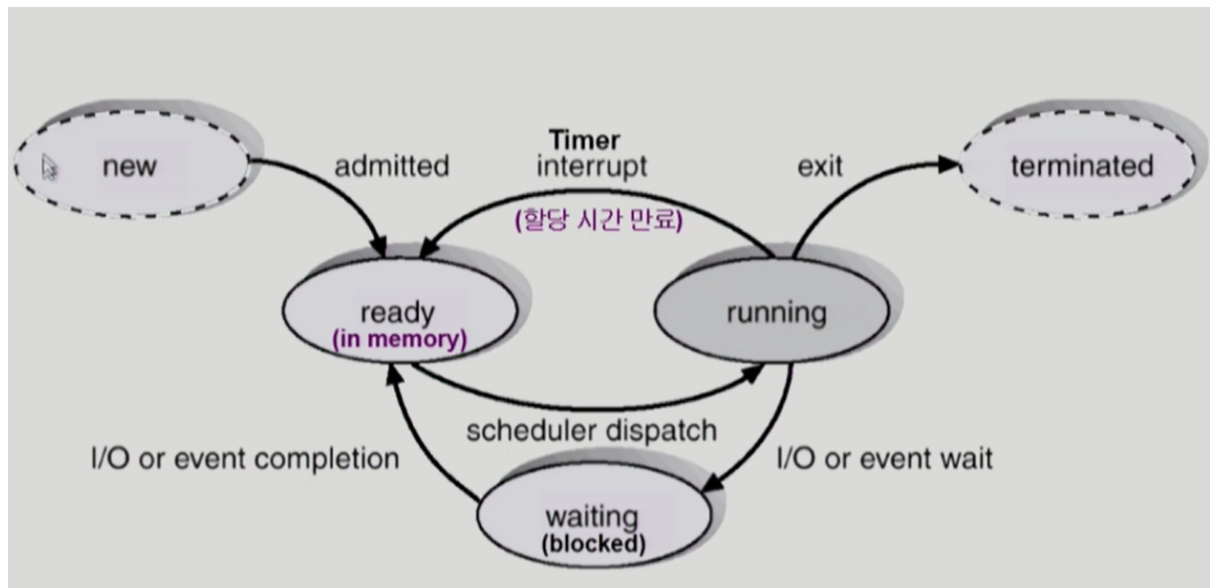 new
admitted
Timer
interrupt
(할당 시간 만료)
exit
terminated
ready
(in memory)
running
scheduler dispatch
I/O or event completion
I/O or event wait
waiting
(blocked)